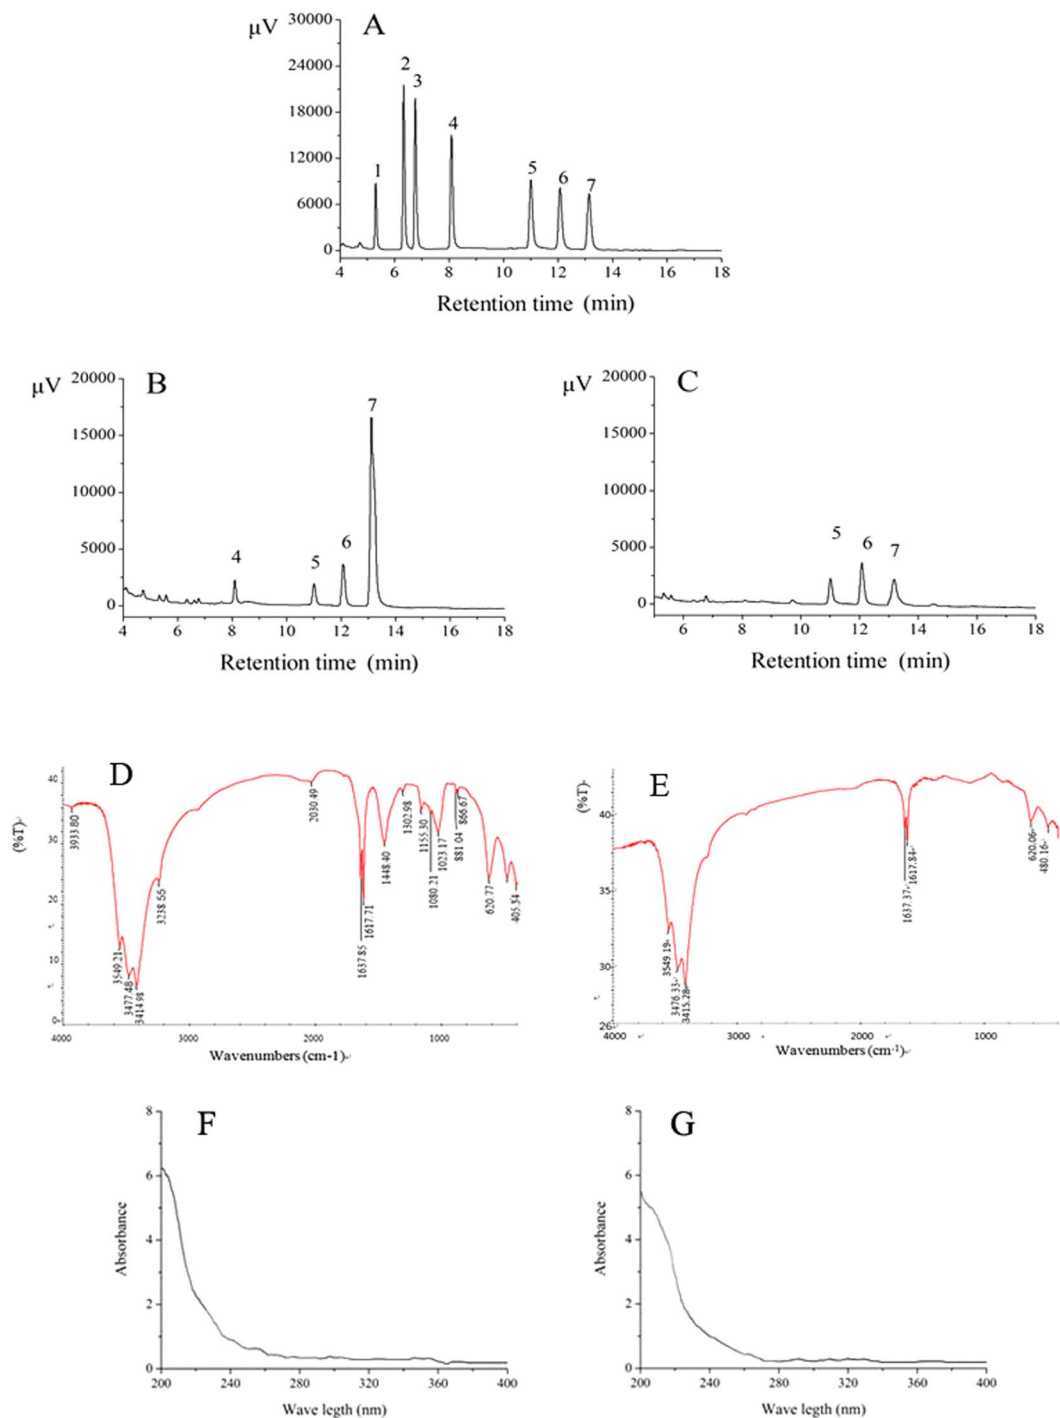 30000
μV
A
24000
18000
12000
6000
0
1
2
3
4
5
6
7
4 6 8 10 12 14 16 18
Retention time (min)
μV
20000
B
15000
10000
5000
0
4
5
6
7
4 6 8 10 12 14 16 18
Retention time (min)
μV
20000
C
15000
10000
5000
0
5
6
7
6 8 10 12 14 16 18
Retention time (min)
D
(%T)
40
30
20
10
0
3933.80
3549.21
3477.48
3414.98
3238.55
2030.49
1637.85
1617.71
1448.40
1302.98
1155.30
1080.21
1023.17
881.04
866.67
620.77
405.54
4000 3000 2000 1000
Wavenumbers (cm-1)
E
(%T)
40
35
30
26
3549.19
3476.33
3415.28
1637.37
1617.84
620.06
480.16
4000 3000 2000 1000
Wavenumbers (cm-1)
F
Absorbance
8
6
4
2
0
200 240 280 320 360 400
Wave legth (nm)
G
Absorbance
8
6
4
2
0
200 240 280 320 360 400
Wave legth (nm)